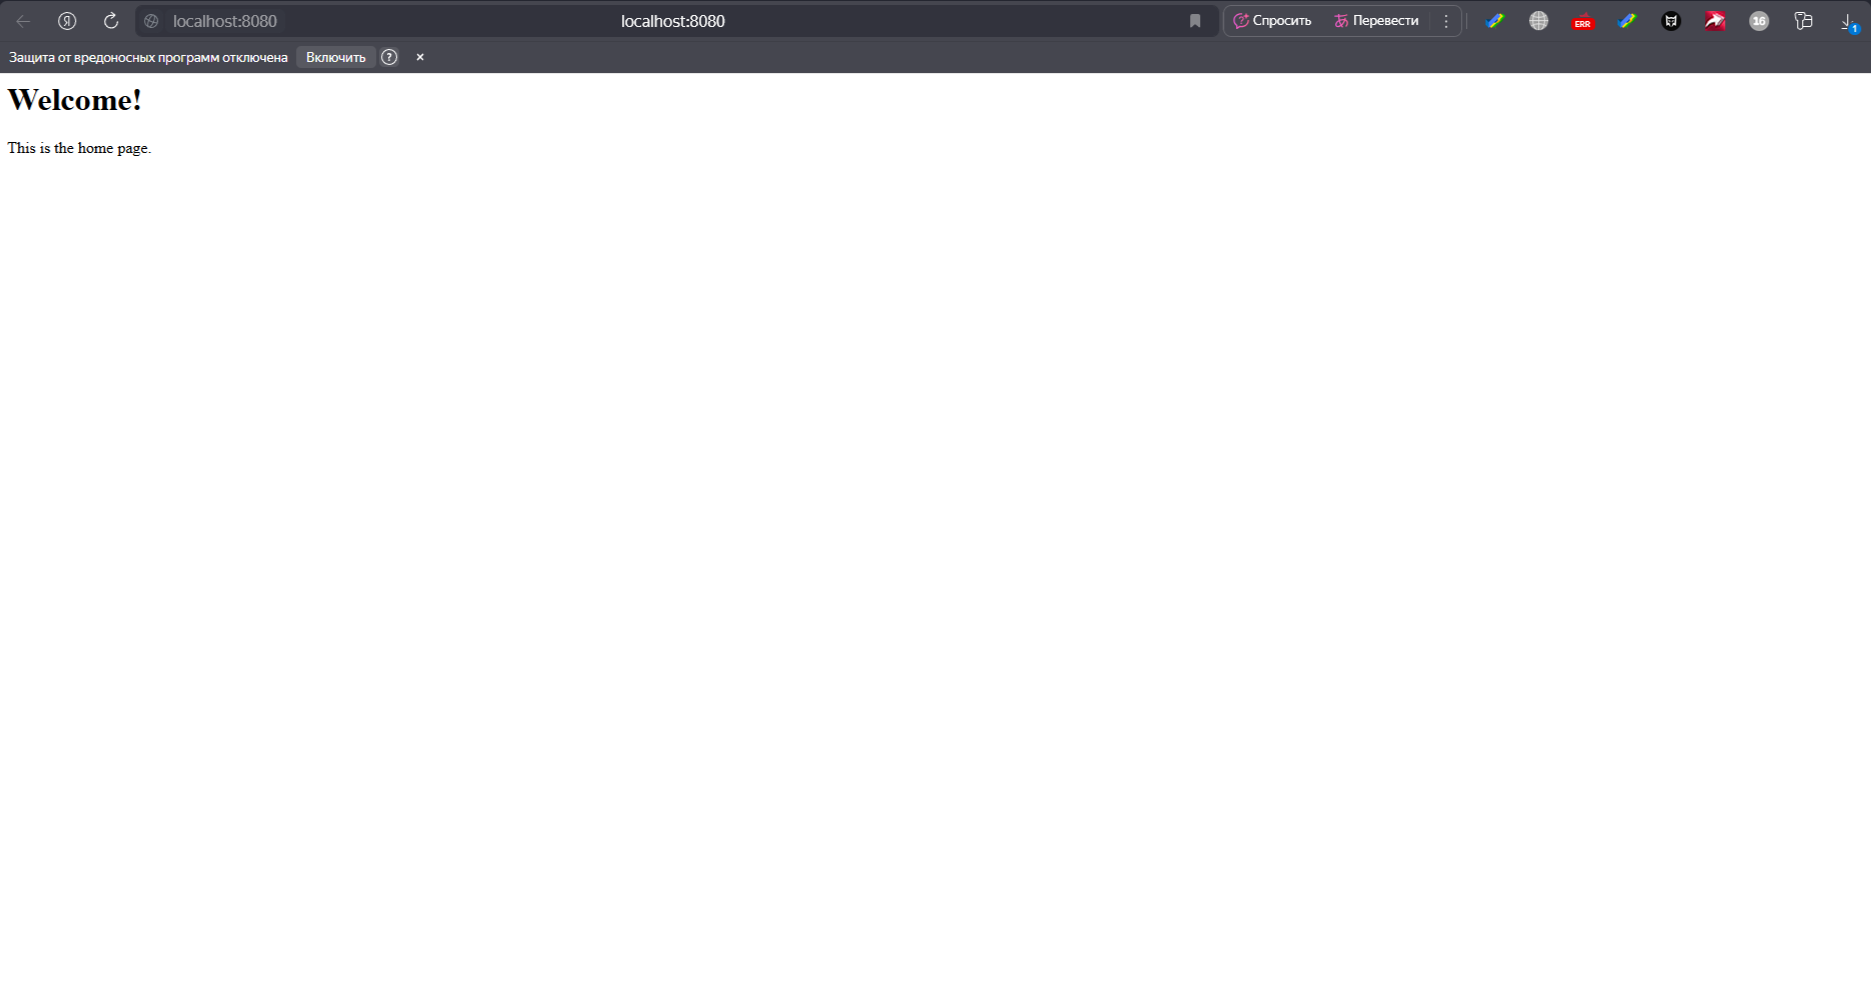 Я localhost:8080 localhost:8080 Спросить あ Перевести ERR 16 1
Защита от вредоносных программ отключена Включить ? ×
Welcome!
This is the home page.